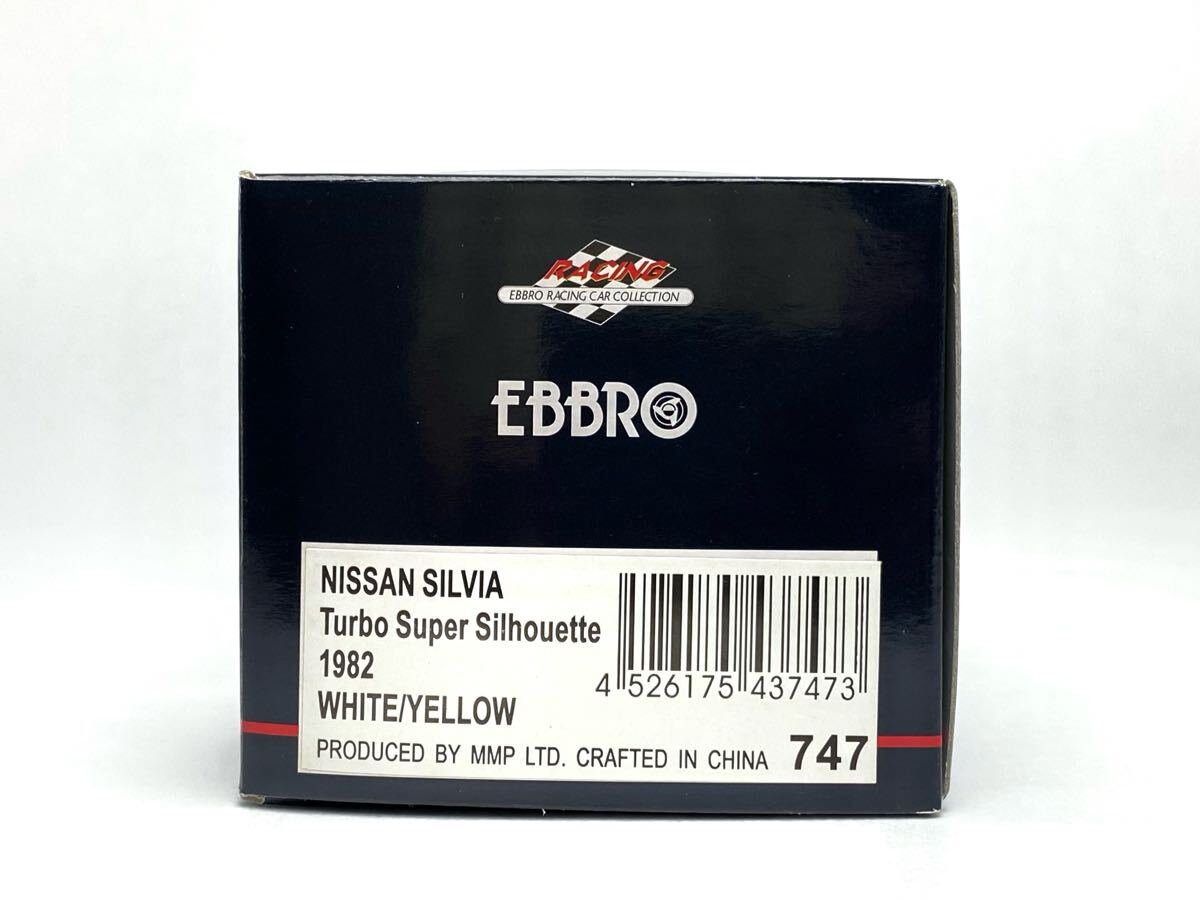 RACING
EBBRO RACING CAR COLLECTION
EBBRO
NISSAN SILVIA
Turbo Super Silhouette
1982
WHITE/YELLOW
4 526175 437473
PRODUCED BY MMP LTD. CRAFTED IN CHINA 747